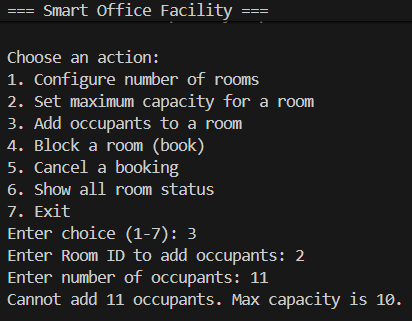 === Smart Office Facility ===
Choose an action:
1. Configure number of rooms
2. Set maximum capacity for a room
3. Add occupants to a room
4. Block a room (book)
5. Cancel a booking
6. Show all room status
7. Exit
Enter choice (1-7): 3
Enter Room ID to add occupants: 2
Enter number of occupants: 11
Cannot add 11 occupants. Max capacity is 10.